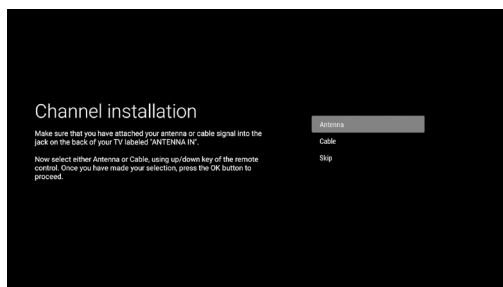 Channel installation
Make sure that you have attached your antenna or cable signal into the
jack on the back of your TV labeled "ANTENNA IN".
Now select either Antenna or Cable, using up/down key of the remote
control. Once you have made your selection, press the OK button to
proceed.
Antenna
Cable
Skip